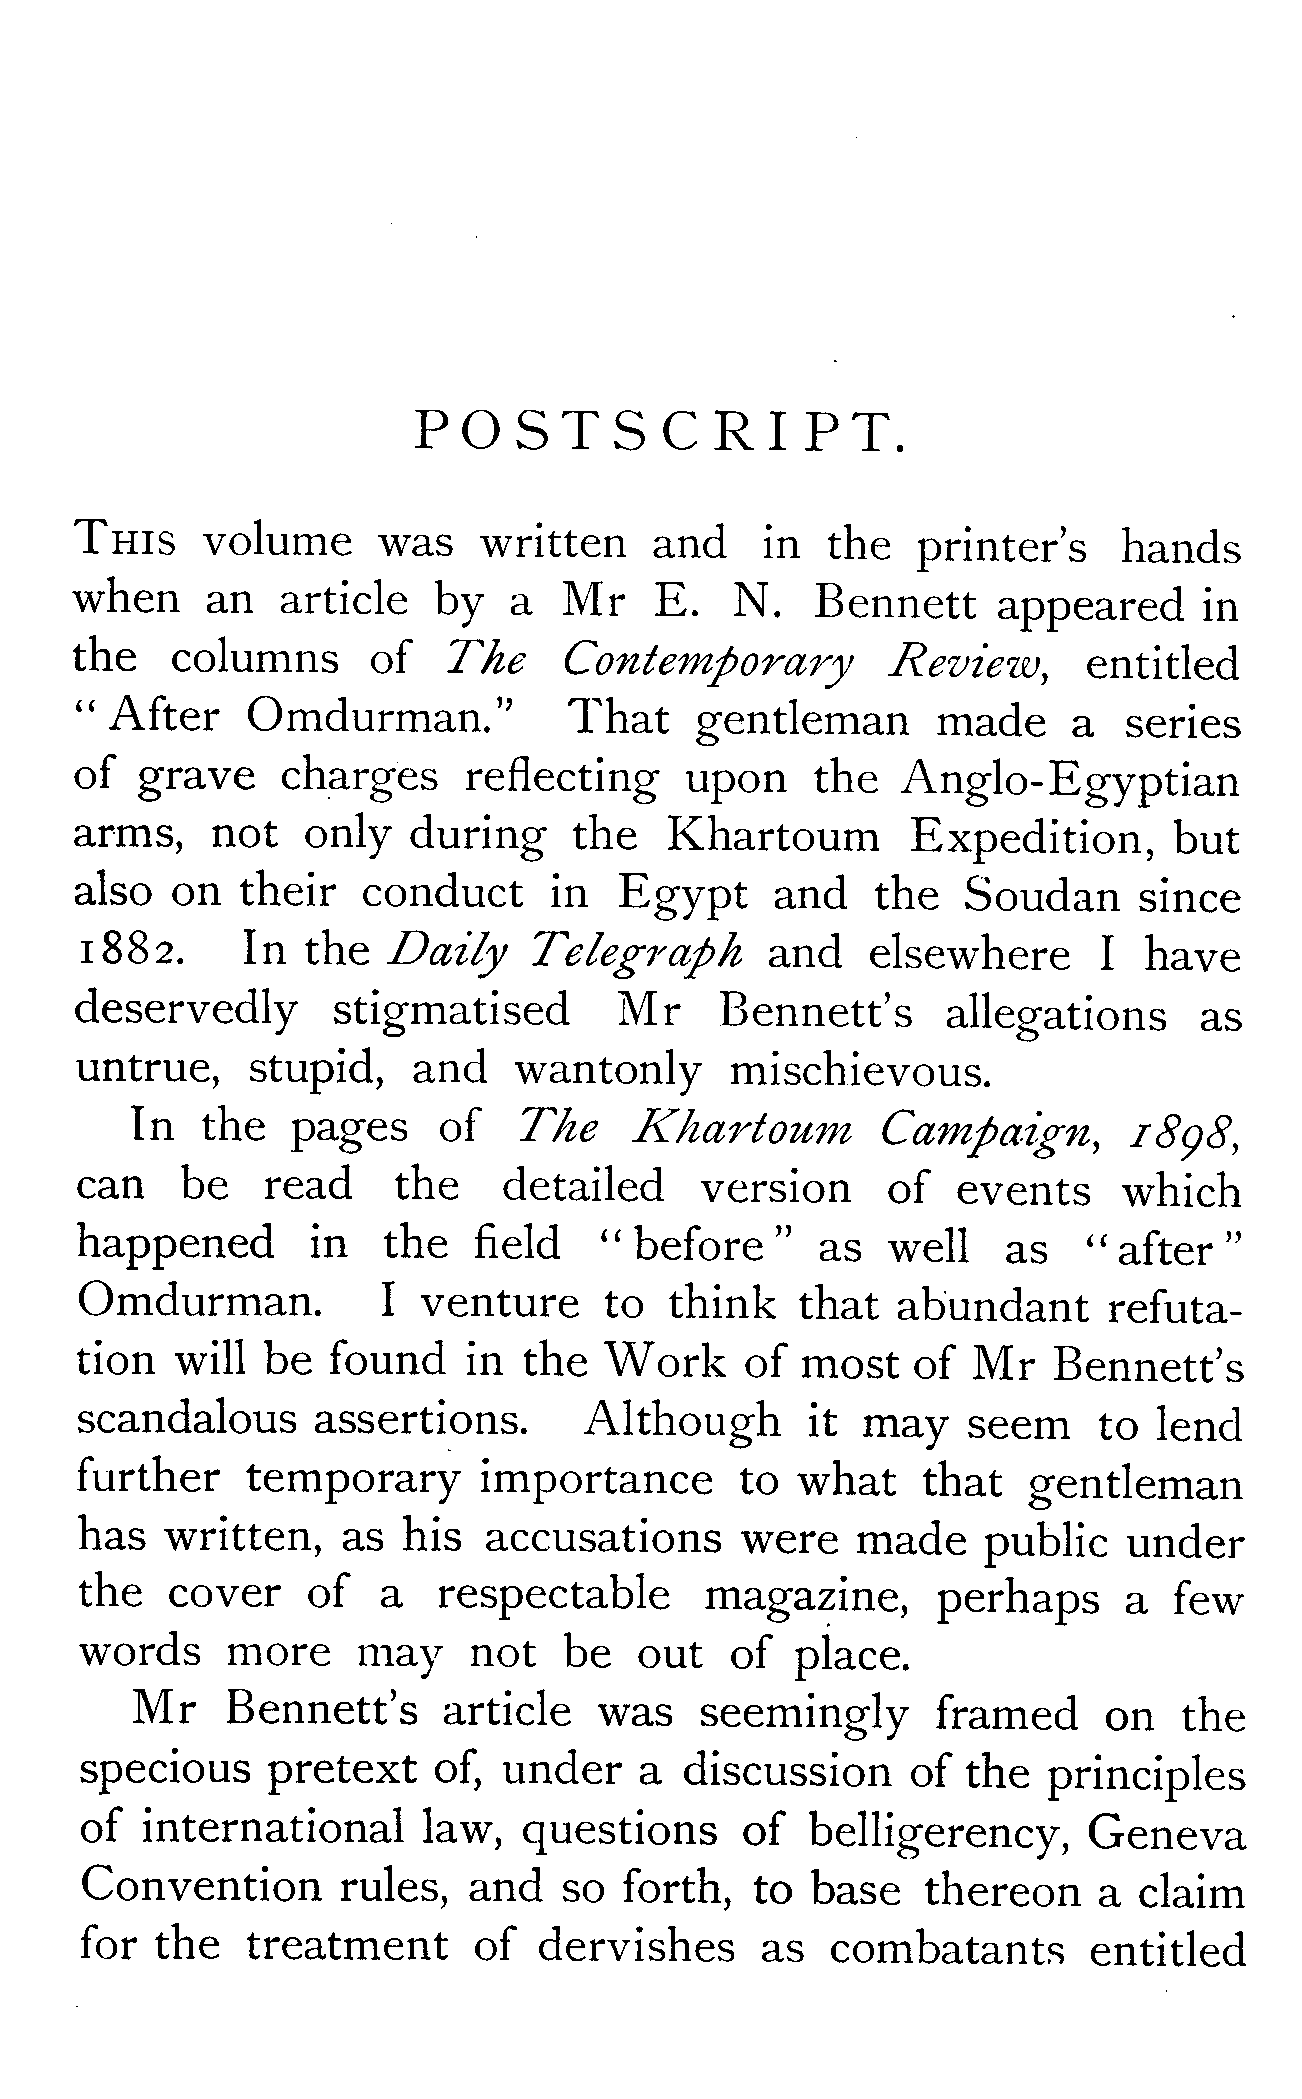 POSTSCRIPT.
THIS volume was written and in the printer's hands
when an article by a Mr E. N. Bennett appeared in
the columns of The Contemporary Review, entitled
“After Omdurman.” That gentleman made a series
of grave charges reflecting upon the Anglo-Egyptian
arms, not only during the Khartoum Expedition, but
also on their conduct in Egypt and the Soudan since
1882. In the Daily Telegraph and elsewhere I have
deservedly stigmatised Mr Bennett's allegations as
untrue, stupid, and wantonly mischievous.
In the pages of The Khartoum Campaign, 1898,
can be read the detailed version of events which
happened in the field “before” as well as “after”
Omdurman. I venture to think that abundant refuta-
tion will be found in the Work of most of Mr Bennett's
scandalous assertions. Although it may seem to lend
further temporary importance to what that gentleman
has written, as his accusations were made public under
the cover of a respectable magazine, perhaps a few
words more may not be out of place.
Mr Bennett's article was seemingly framed on the
specious pretext of, under a discussion of the principles
of international law, questions of belligerency, Geneva
Convention rules, and so forth, to base thereon a claim
for the treatment of dervishes as combatants entitled